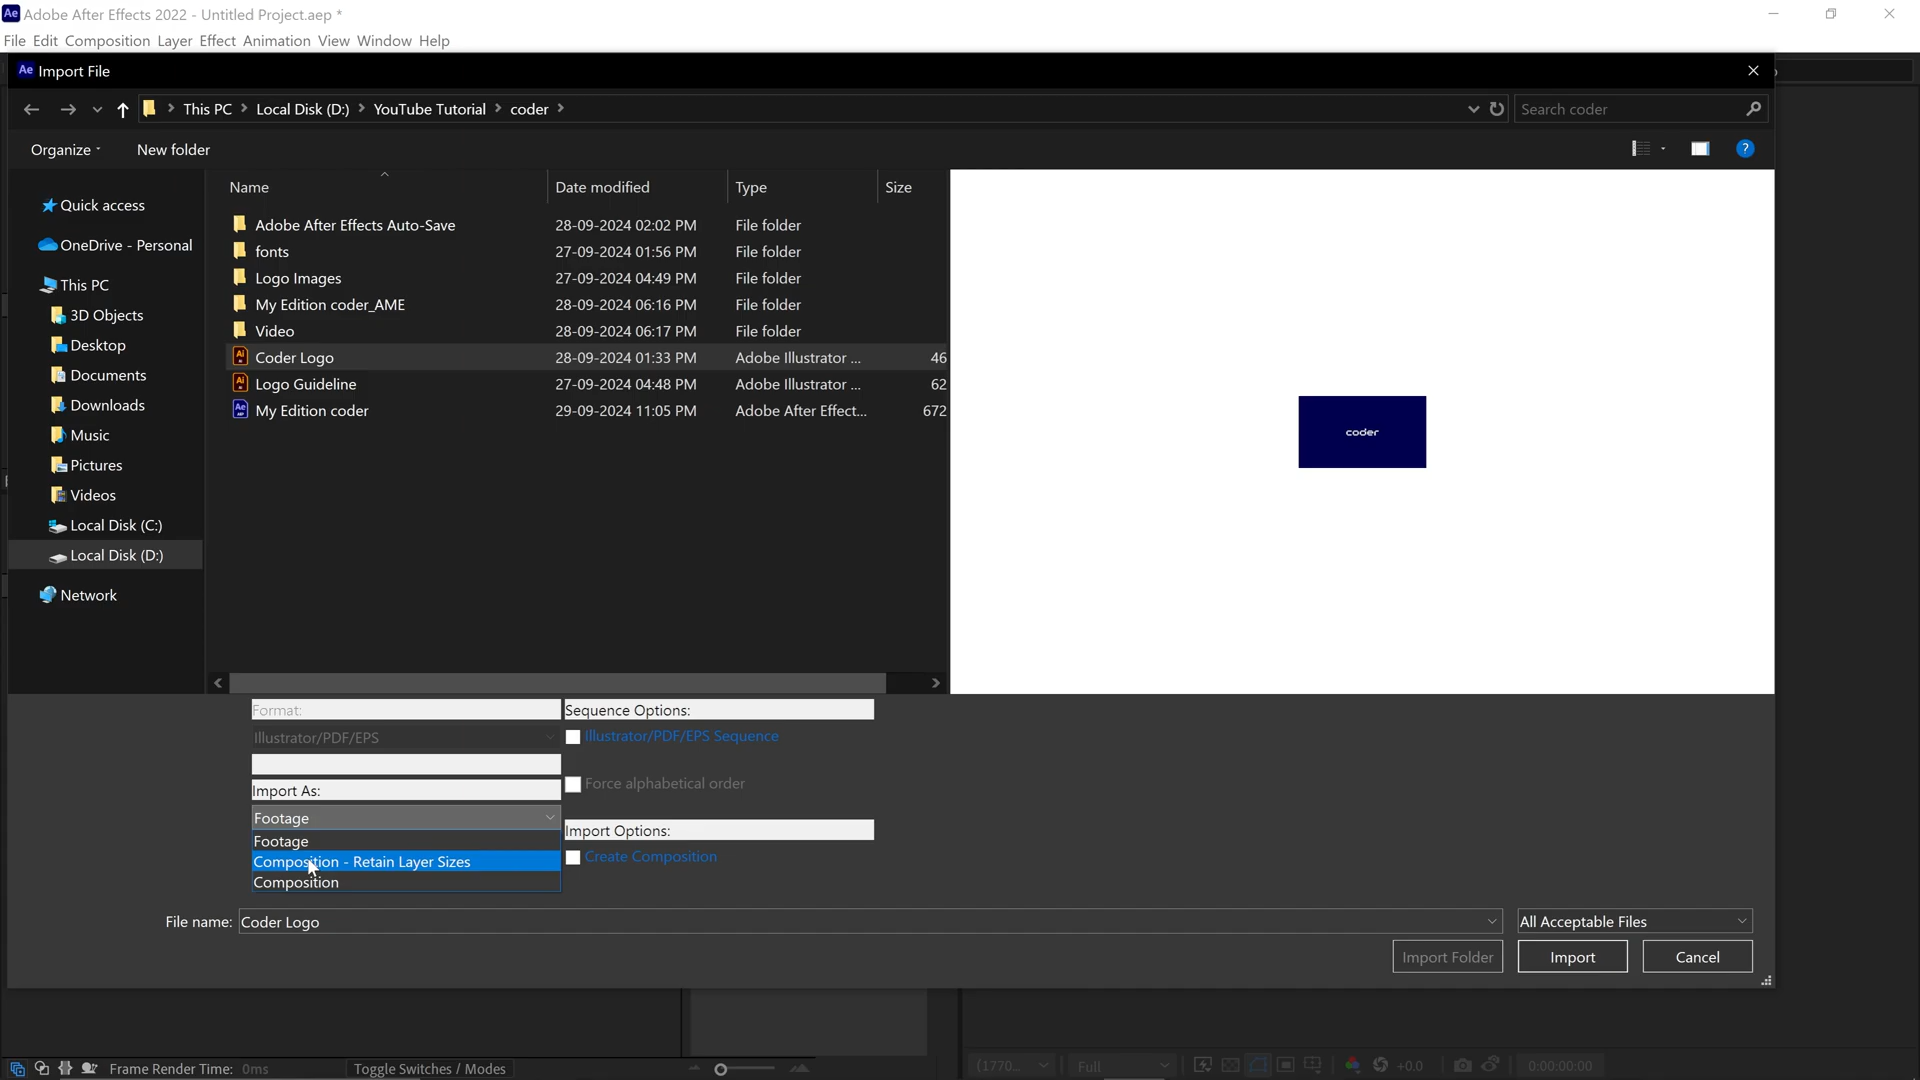 Adobe After Effects 2022 - Untitled Project.aep *
File Edit Composition Layer Effect Animation View Window Help
Import File
This PC > Local Disk (D:) > YouTube Tutorial > coder >
Search coder
Organize
New folder
Name
Date modified
Type
Size
Quick access
OneDrive - Personal
This PC
3D Objects
Desktop
Documents
Downloads
Music
Pictures
Videos
Local Disk (C:)
Local Disk (D:)
Network
Adobe After Effects Auto-Save 28-09-2024 02:02 PM File folder
fonts 27-09-2024 01:56 PM File folder
Logo Images 27-09-2024 04:49 PM File folder
My Edition coder_AME 28-09-2024 06:16 PM File folder
Video 28-09-2024 06:17 PM File folder
Coder Logo 28-09-2024 01:33 PM Adobe Illustrator ... 46
Logo Guideline 27-09-2024 04:48 PM Adobe Illustrator ... 62
My Edition coder 29-09-2024 11:05 PM Adobe After Effect... 672
coder
Format:
Illustrator/PDF/EPS
Import As:
Footage
Footage
Composition - Retain Layer Sizes
Composition
Sequence Options:
Illustrator/PDF/EPS Sequence
Force alphabetical order
Import Options:
Create Composition
File name: Coder Logo
All Acceptable Files
Import Folder
Import
Cancel
Frame Render Time: 0ms
Toggle Switches / Modes
(1770...
Full
+0.0
0:00:00:00